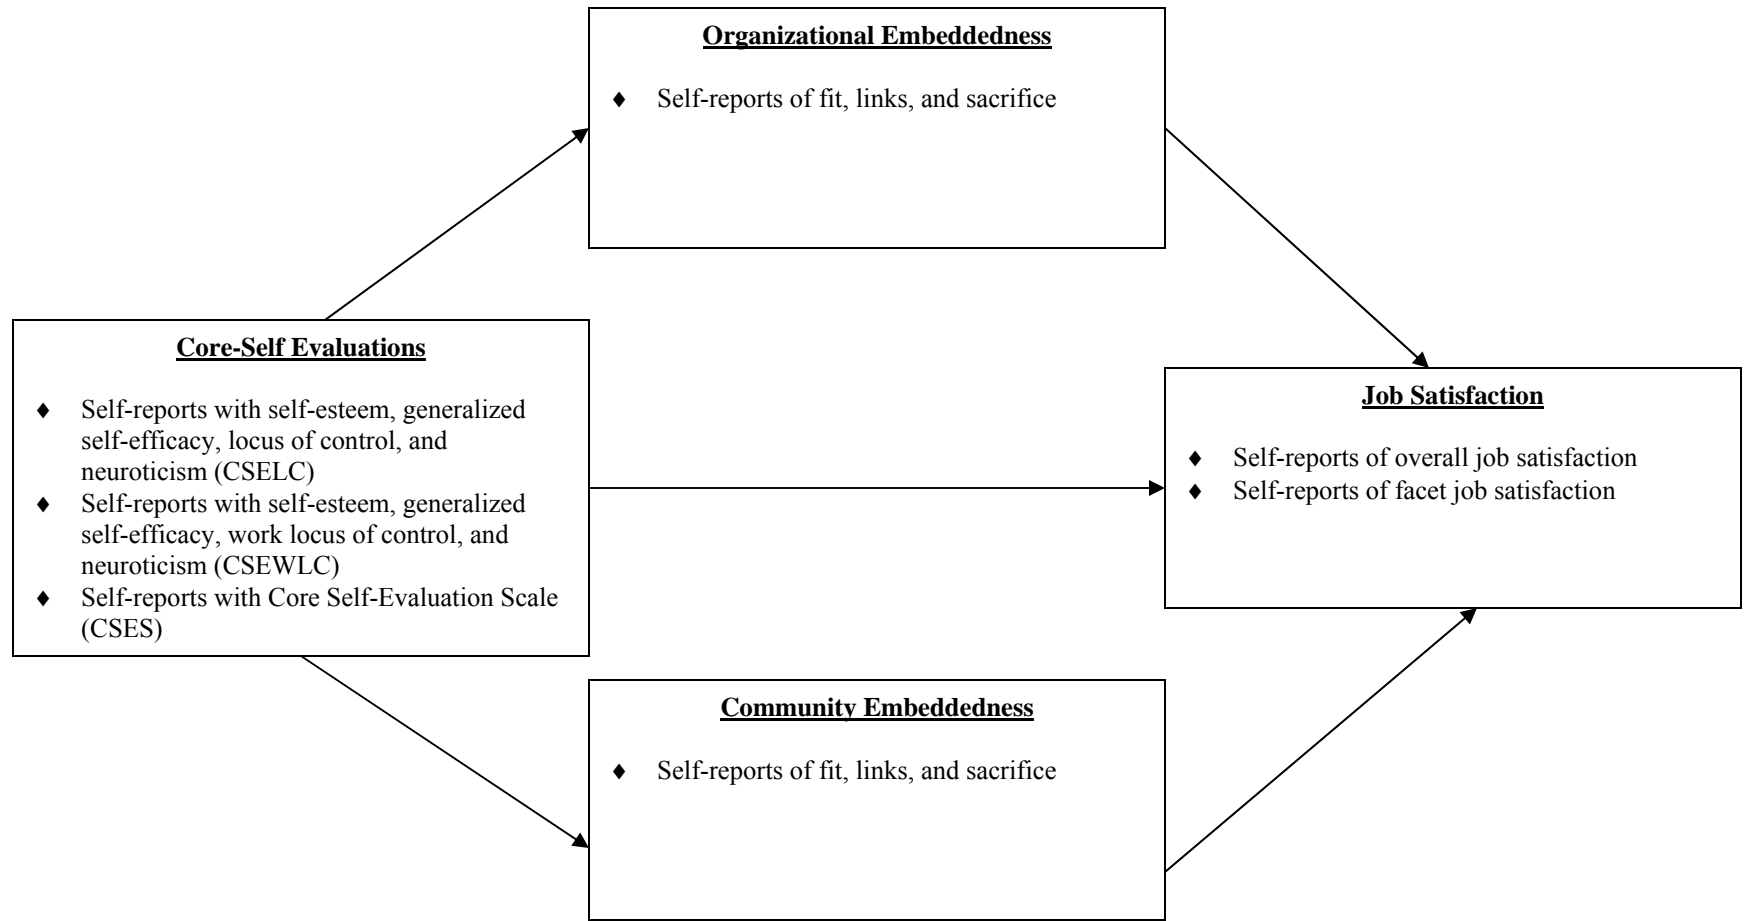 Organizational Embeddedness
♦ Self-reports of fit, links, and sacrifice
Core-Self Evaluations
♦ Self-reports with self-esteem, generalized
self-efficacy, locus of control, and
neuroticism (CSELC)
♦ Self-reports with self-esteem, generalized
self-efficacy, work locus of control, and
neuroticism (CSEWLC)
♦ Self-reports with Core Self-Evaluation Scale
(CSES)
Job Satisfaction
♦ Self-reports of overall job satisfaction
♦ Self-reports of facet job satisfaction
Community Embeddedness
♦ Self-reports of fit, links, and sacrifice